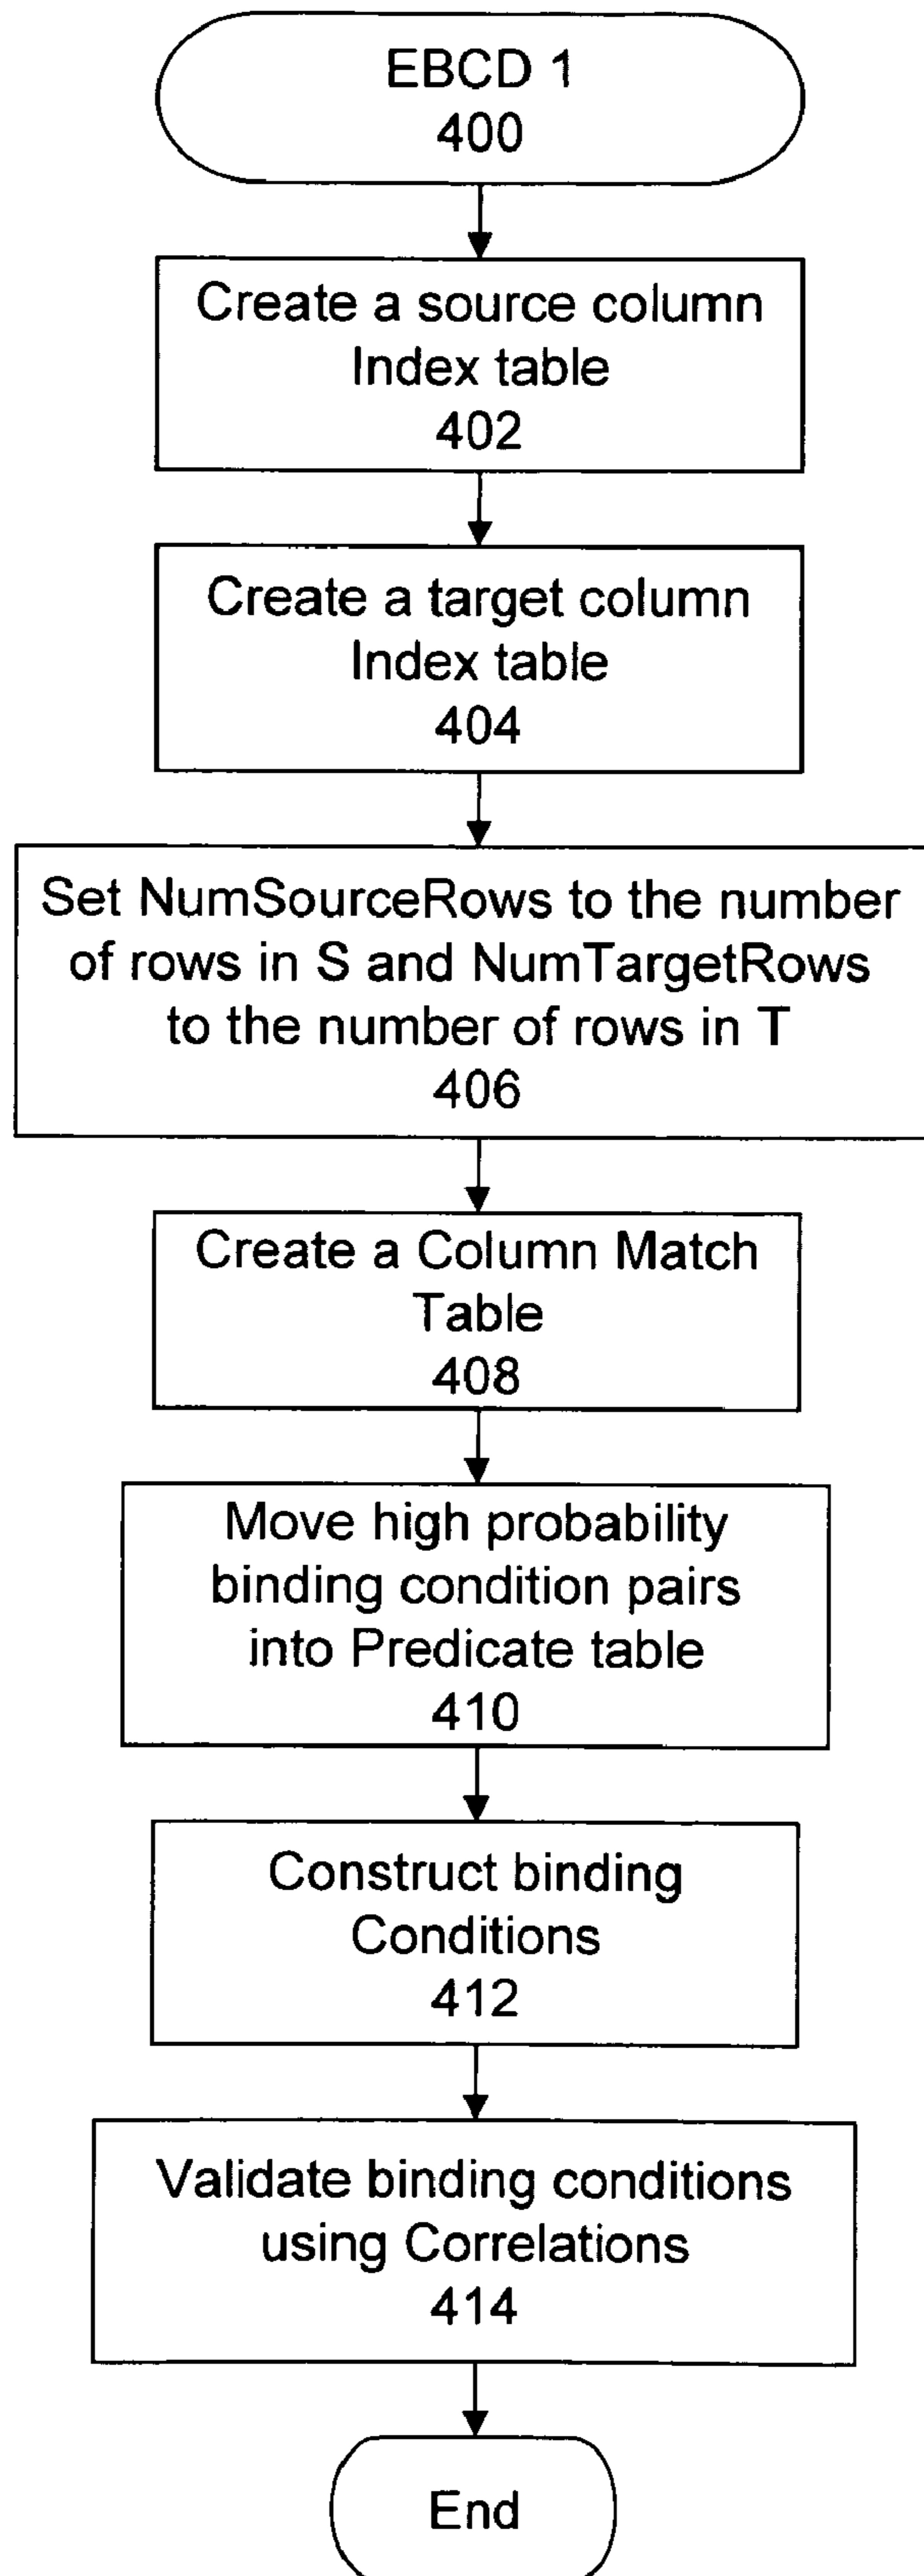 EBCD 1
400
Create a source column
Index table
402
Create a target column
Index table
404
Set NumSourceRows to the number
of rows in S and NumTargetRows
to the number of rows in T
406
Create a Column Match
Table
408
Move high probability
binding condition pairs
into Predicate table
410
Construct binding
Conditions
412
Validate binding conditions
using Correlations
414
End